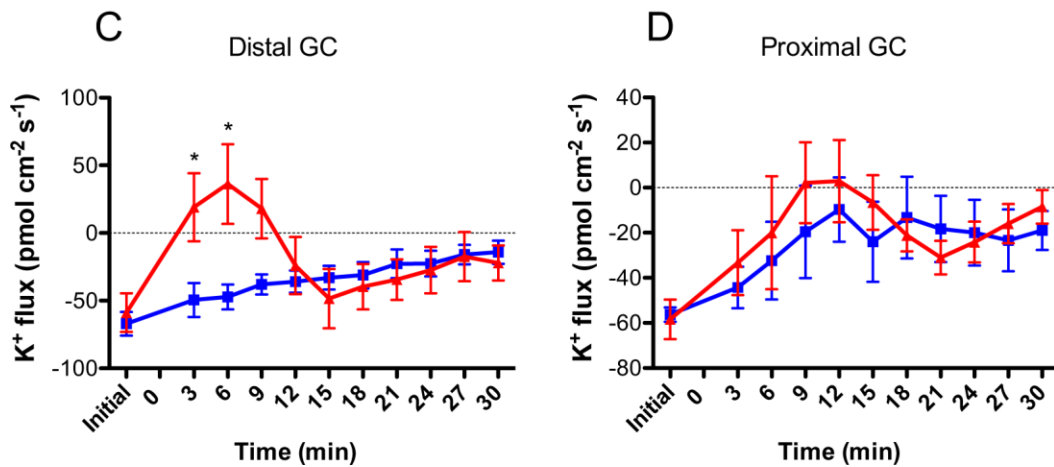 C
Distal GC
K⁺ flux (pmol cm⁻² s⁻¹)
100
50
0
-50
-100
*
*
Initial 0 3 6 9 12 15 18 21 24 27 30
Time (min)
D
Proximal GC
K⁺ flux (pmol cm⁻² s⁻¹)
40
20
0
-20
-40
-60
-80
Initial 0 3 6 9 12 15 18 21 24 27 30
Time (min)